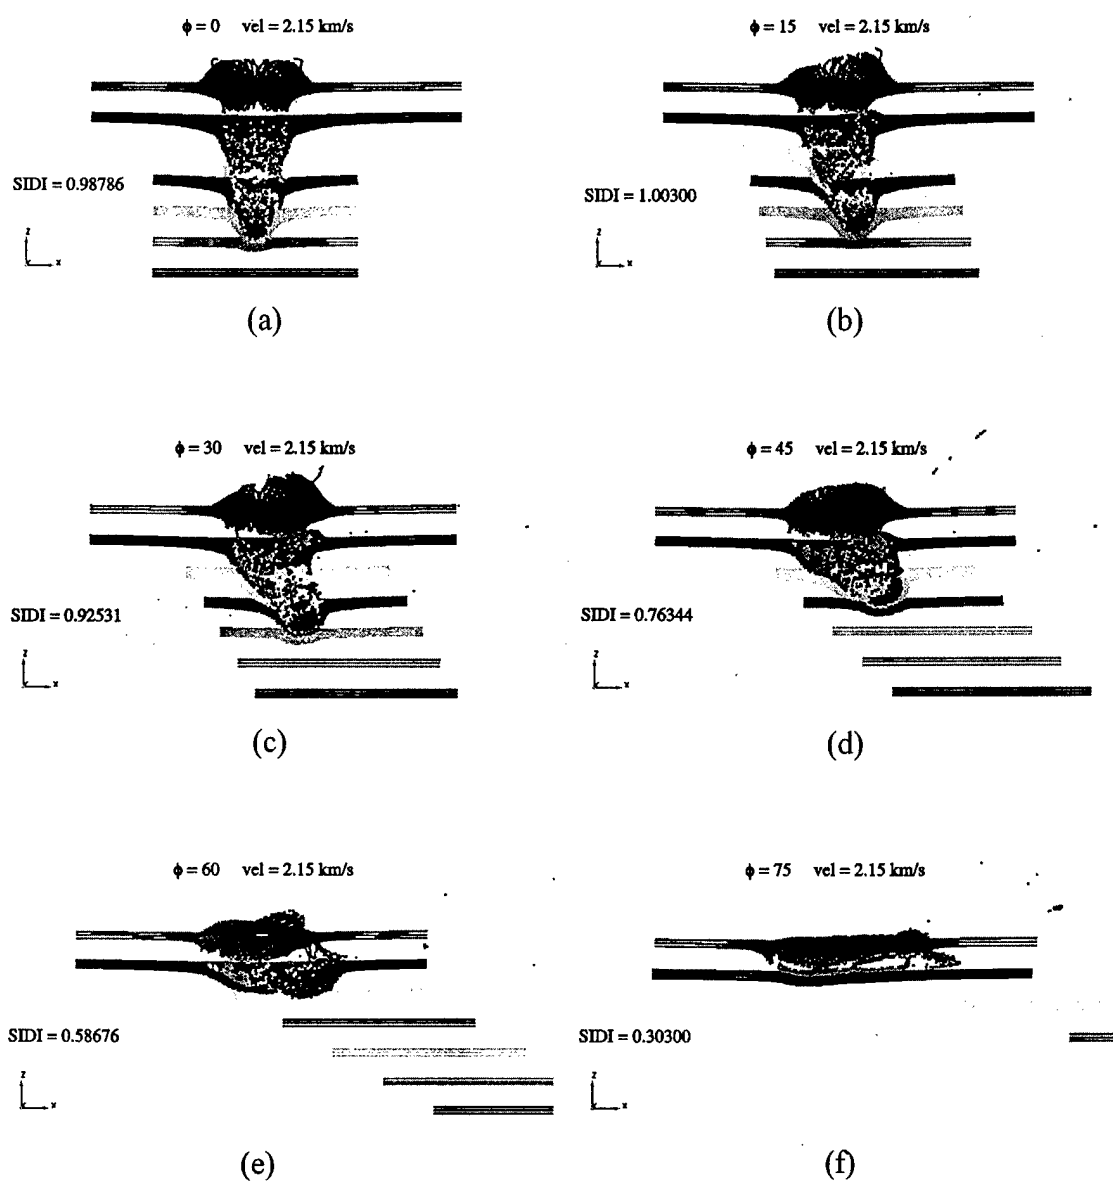 ϕ = 0 vel = 2.15 km/s
SIDI = 0.98786
z
x
(a)
ϕ = 15 vel = 2.15 km/s
SIDI = 1.00300
z
x
(b)
ϕ = 30 vel = 2.15 km/s
SIDI = 0.92531
z
x
(c)
ϕ = 45 vel = 2.15 km/s
SIDI = 0.76344
z
x
(d)
ϕ = 60 vel = 2.15 km/s
SIDI = 0.58676
z
x
(e)
ϕ = 75 vel = 2.15 km/s
SIDI = 0.30300
z
x
(f)